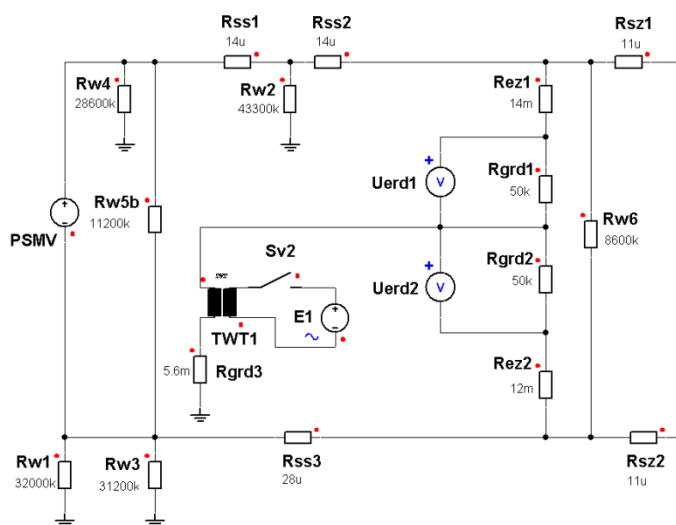 Rss1
14u
Rss2
14u
Rsz1
11u
Rw4
28600k
Rw2
43300k
Rez1
14m
+
V
Uerd1
Rgrd1
50k
Rw5b
11200k
Rw6
8600k
PSMV
Sv2
+
V
Uerd2
Rgrd2
50k
TWT
E1
TWT1
5.6m
Rgrd3
Rez2
12m
Rw1
32000k
Rw3
31200k
Rss3
28u
Rsz2
11u